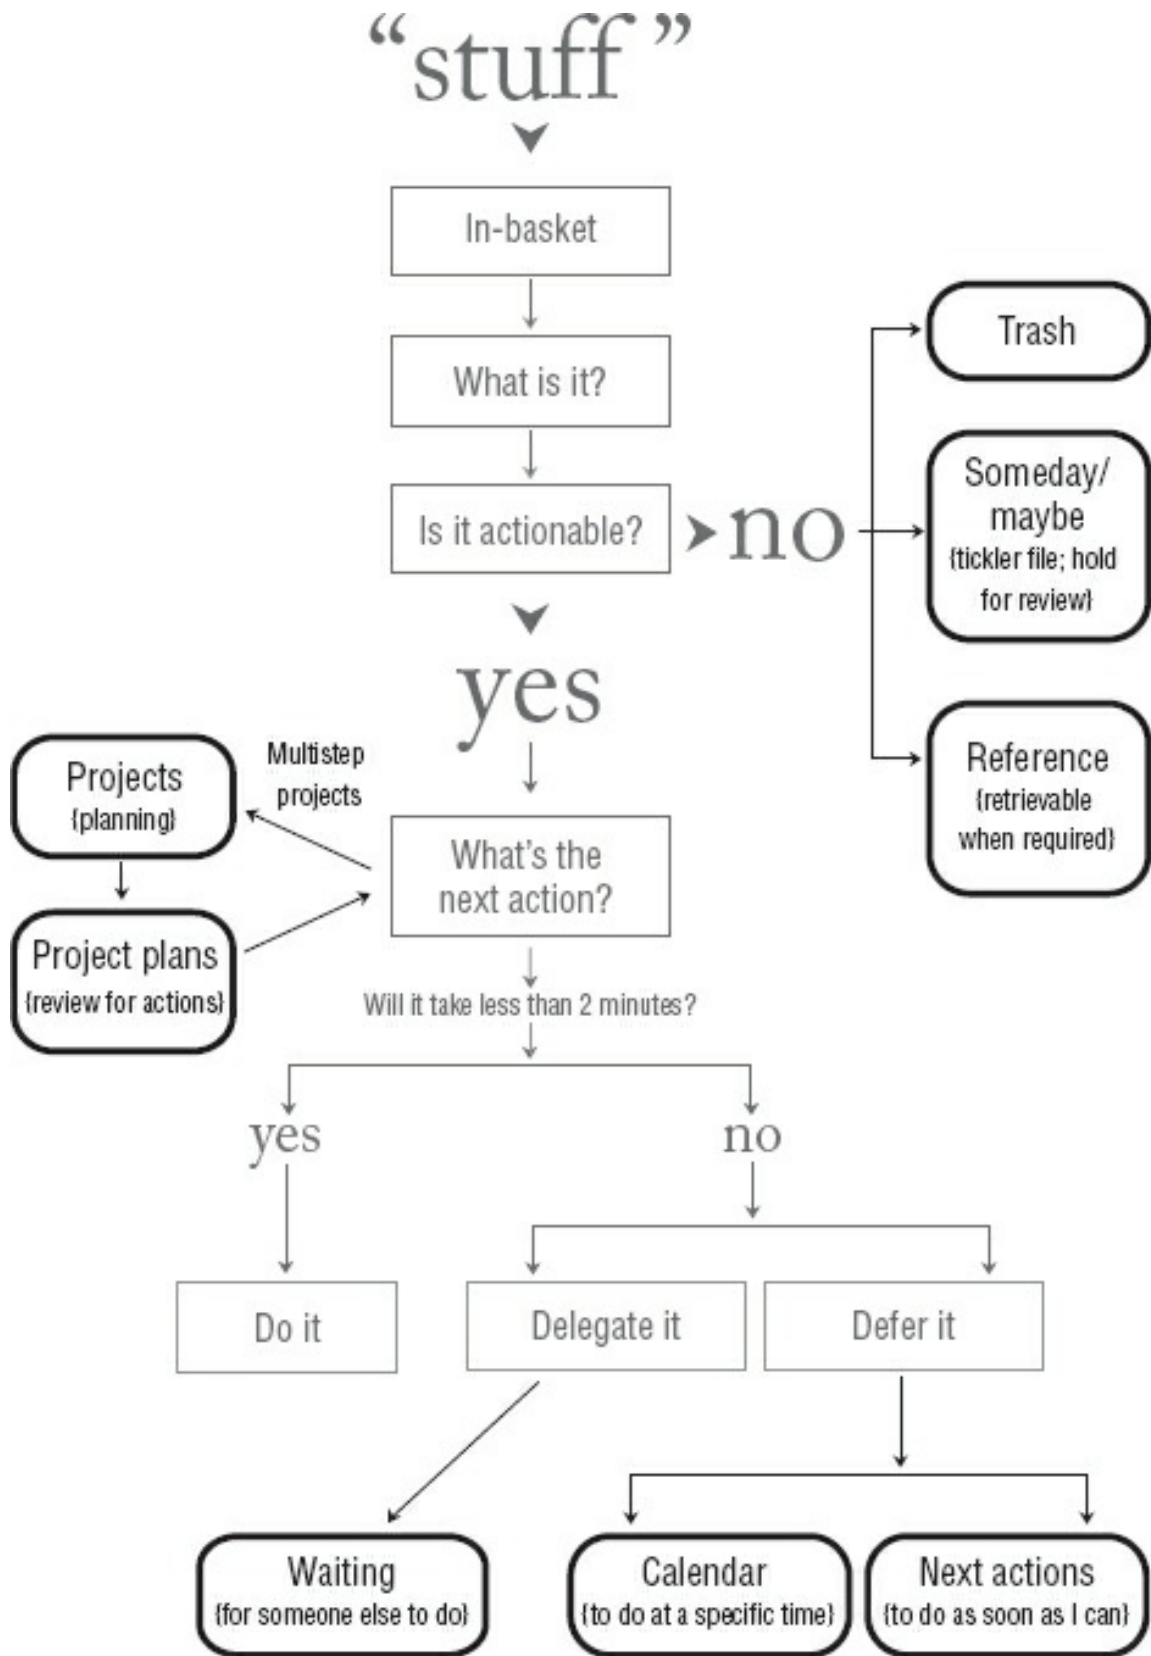 “stuff”
In-basket
What is it?
Is it actionable?
no
Trash
Someday/
maybe
{tickler file; hold
for review}
Reference
{retrievable
when required}
yes
Multistep
projects
Projects
{planning}
Project plans
{review for actions}
What’s the
next action?
Will it take less than 2 minutes?
yes
no
Do it
Delegate it
Defer it
Waiting
{for someone else to do}
Calendar
{to do at a specific time}
Next actions
{to do as soon as I can}